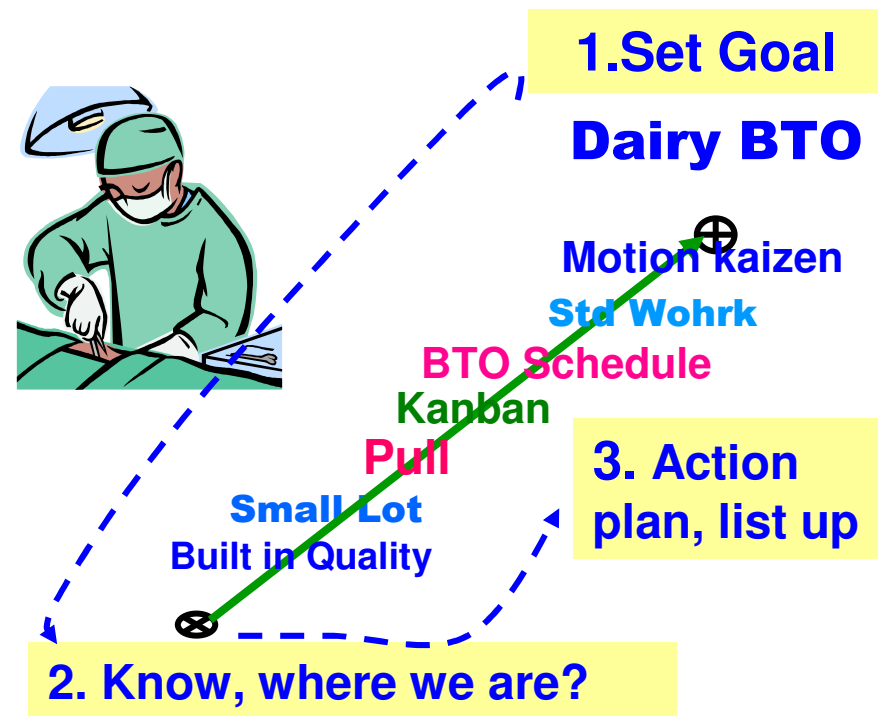 1.Set Goal
Dairy BTO
Motion kaizen
Std Wohrk
BTO Schedule
Kanban
Pull
3. Action
plan, list up
Small Lot
Built in Quality
2. Know, where we are?